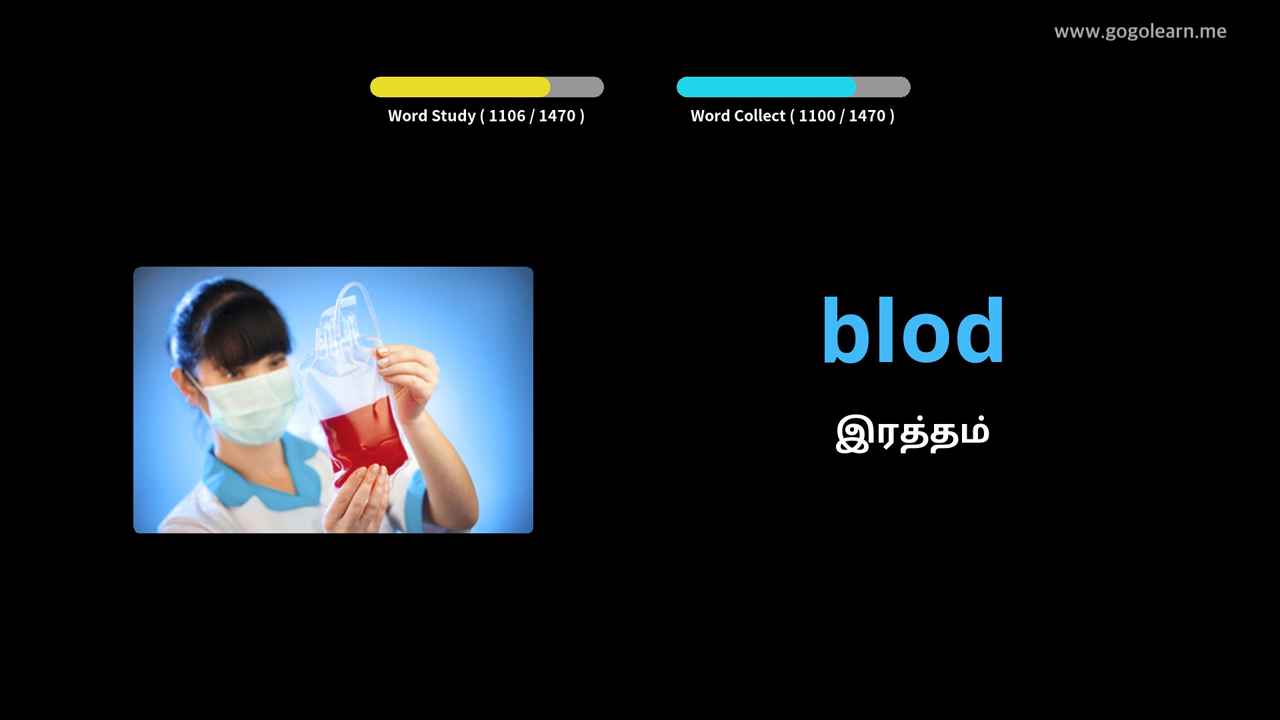 www.gogolearn.me
Word Study ( 1106 / 1470 )
Word Collect ( 1100 / 1470 )
blod
இரத்தம்